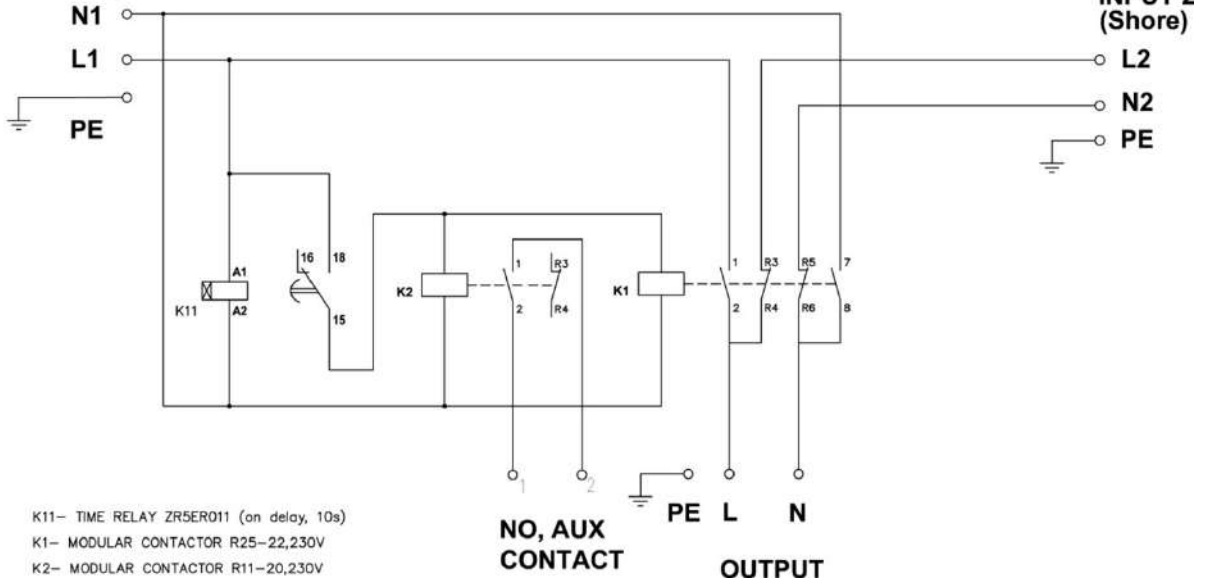 N1
INPUT 2
(Shore)
L1
L2
N2
PE
PE
16
18
A1
K11
A2
15
K2
1
R3
2
R4
K1
1
R3
R5
7
2
R4
R6
8
1
2
PE
L
N
NO, AUX
CONTACT
OUTPUT
K11– TIME RELAY ZR5ER011 (on delay, 10s)
K1– MODULAR CONTACTOR R25–22,230V
K2– MODULAR CONTACTOR R11–20,230V